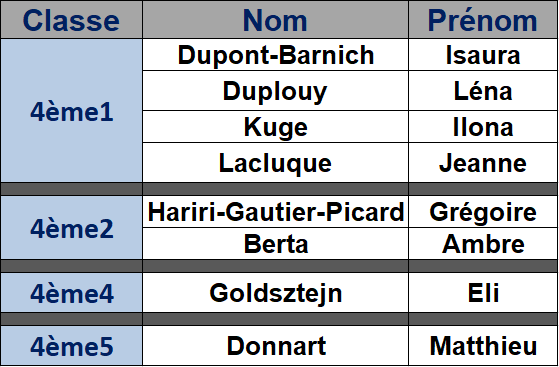 Classe Nom Prénom
4ème1
Dupont-Barnich Isaura
Duplouy Léna
Kuge Ilona
Lacluque Jeanne
4ème2
Hariri-Gautier-Picard Grégoire
Berta Ambre
4ème4 Goldsztejn Eli
4ème5 Donnart Matthieu